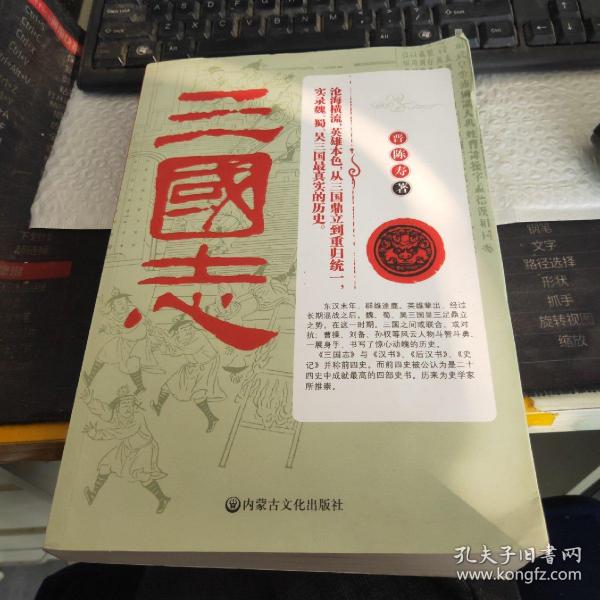 三國志
沧海横流，英雄本色，从三国鼎立到重归统一，
实录魏、蜀、吴三国最真实的历史。
晋陈寿著
东汉末年，群雄逐鹿，英雄辈出，经过
长期混战之后，魏、蜀、吴三国呈三足鼎立
之势。在这一时期，三国之间或联合，或对
抗；曹操、刘备、孙权等风云人物斗智斗勇，
一展身手，书写了惊心动魄的历史。
《三国志》与《汉书》、《后汉书》、《史
记》并称前四史。而前四史被公认为是二十
四史中成就最高的四部史书。历来为史学家
所推崇。
内蒙古文化出版社
钢笔
文字
路径选择
形状
抓手
旋转视图
缩放
孔夫子旧书网
www.kongfz.com